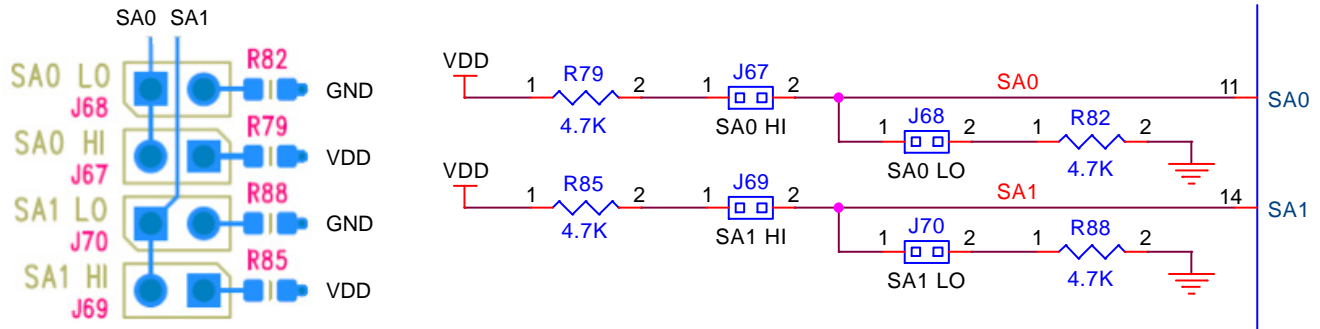 SA0 SA1
SA0 LO
J68
R82
GND
SA0 HI
J67
R79
VDD
SA1 LO
J70
R88
GND
SA1 HI
J69
R85
VDD
VDD
1 R79 2
4.7K
1 J67 2
SA0 HI
SA0
11
SA0
1 J68 2
SA0 LO
1 R82 2
4.7K
VDD
1 R85 2
4.7K
1 J69 2
SA1 HI
SA1
14
SA1
1 J70 2
SA1 LO
1 R88 2
4.7K